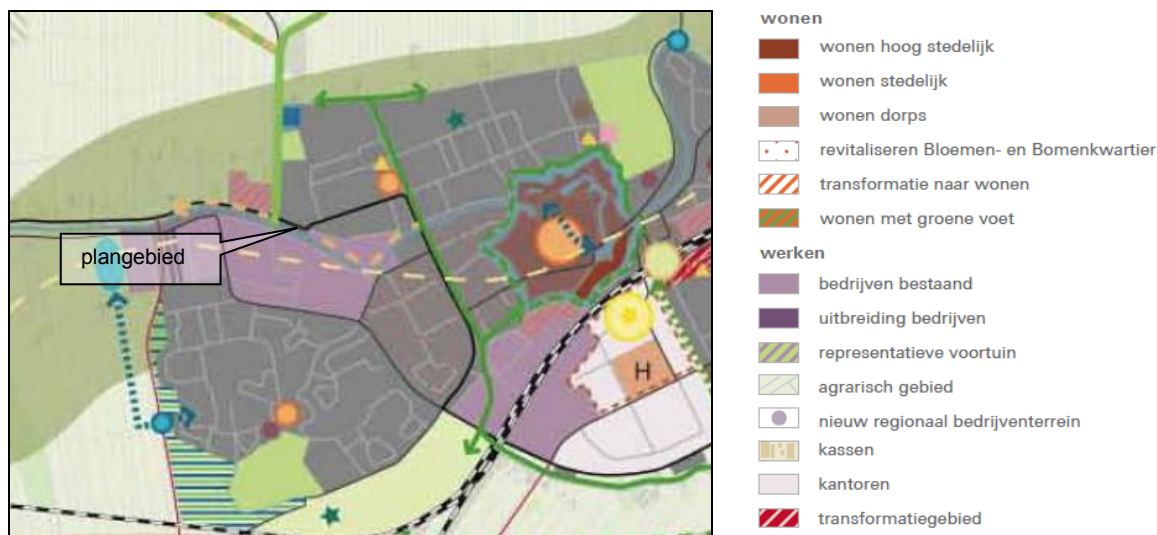 plangebied
H
wonen
wonen hoog stedelijk
wonen stedelijk
wonen dorps
revitaliseren Bloemen- en Bomenkwartier
transformatie naar wonen
wonen met groene voet
werken
bedrijven bestaand
uitbreiding bedrijven
representatieve voortuin
agrarisch gebied
nieuw regionaal bedrijventerrein
kassen
kantoren
transformatiegebied